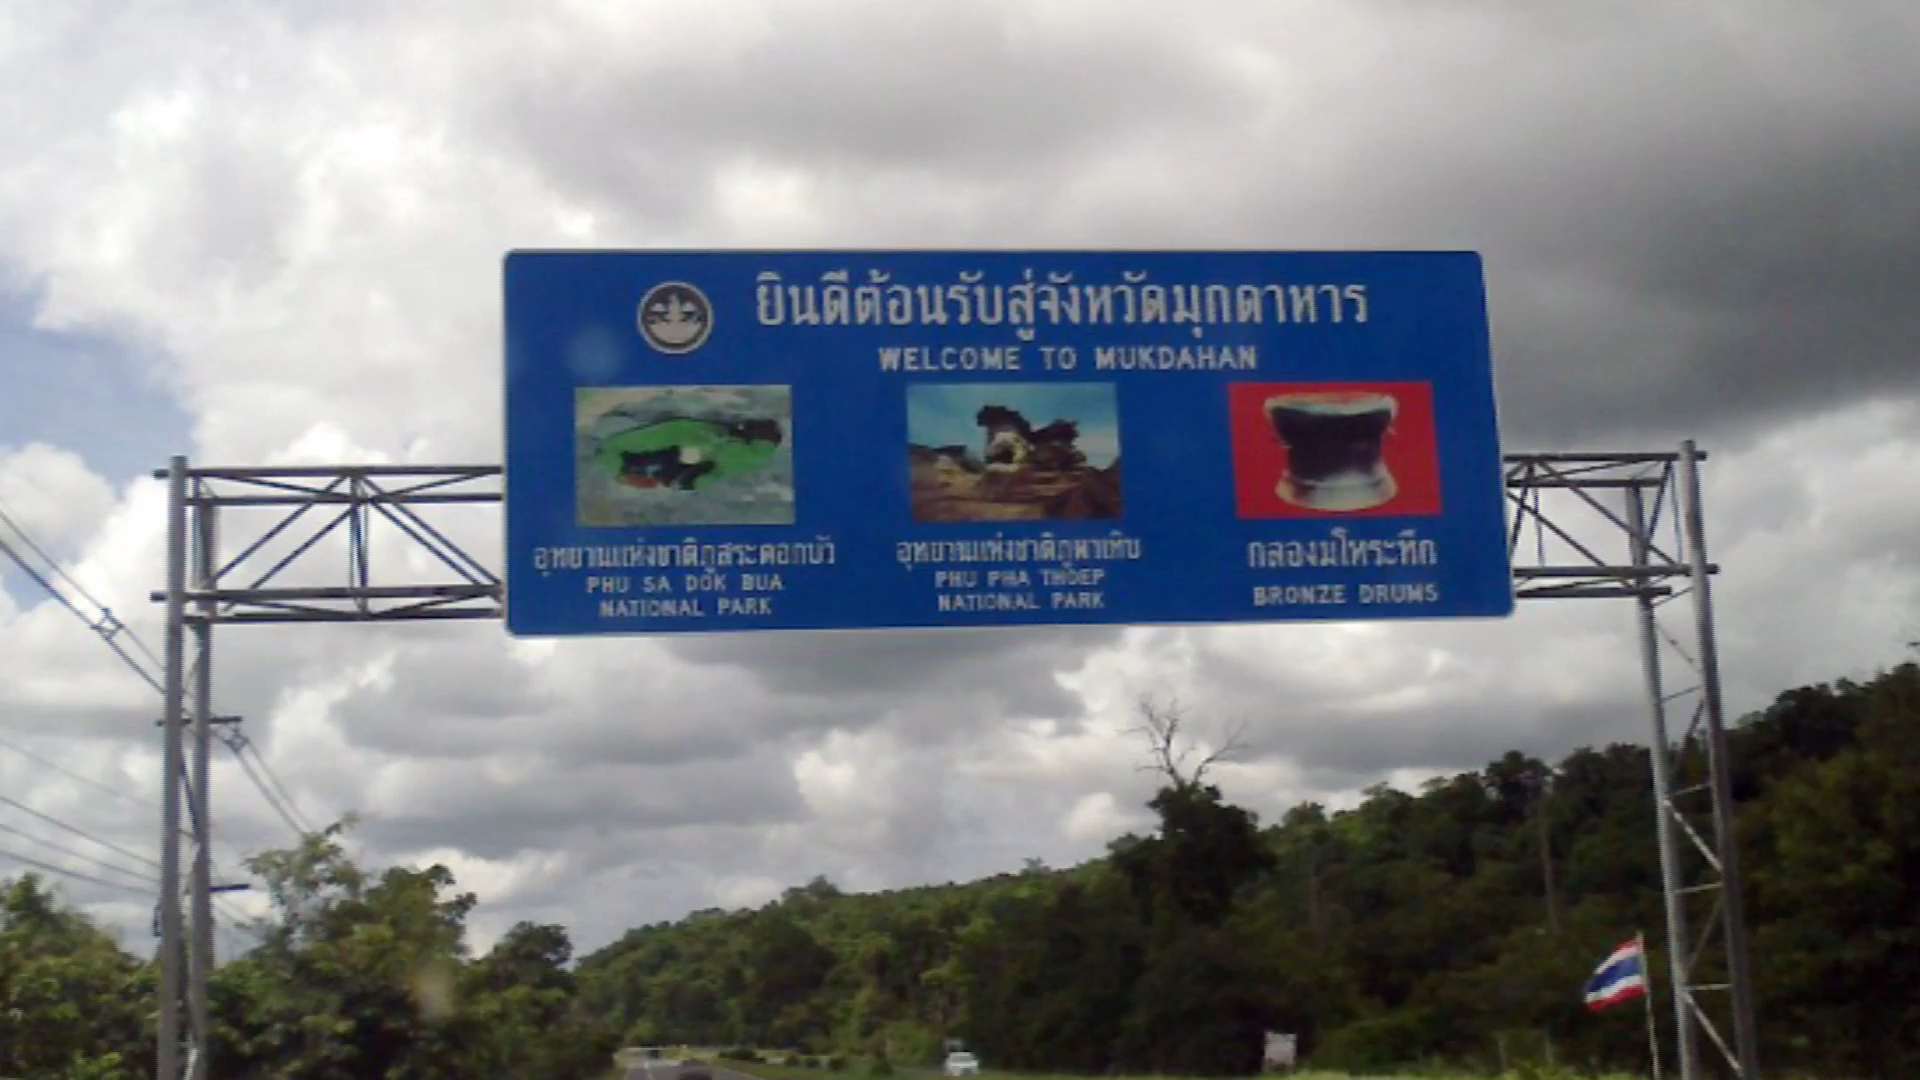 ยินดีต้อนรับสู่จังหวัดมุกดาหาร
WELCOME TO MUKDAHAN
อุทยานแห่งชาติภูสระดอกบัว
PHU SA DOK BUA
NATIONAL PARK
อุทยานแห่งชาติภูผาเทิบ
PHU PHA THOEP
NATIONAL PARK
กลองมโหระทึก
BRONZE DRUMS